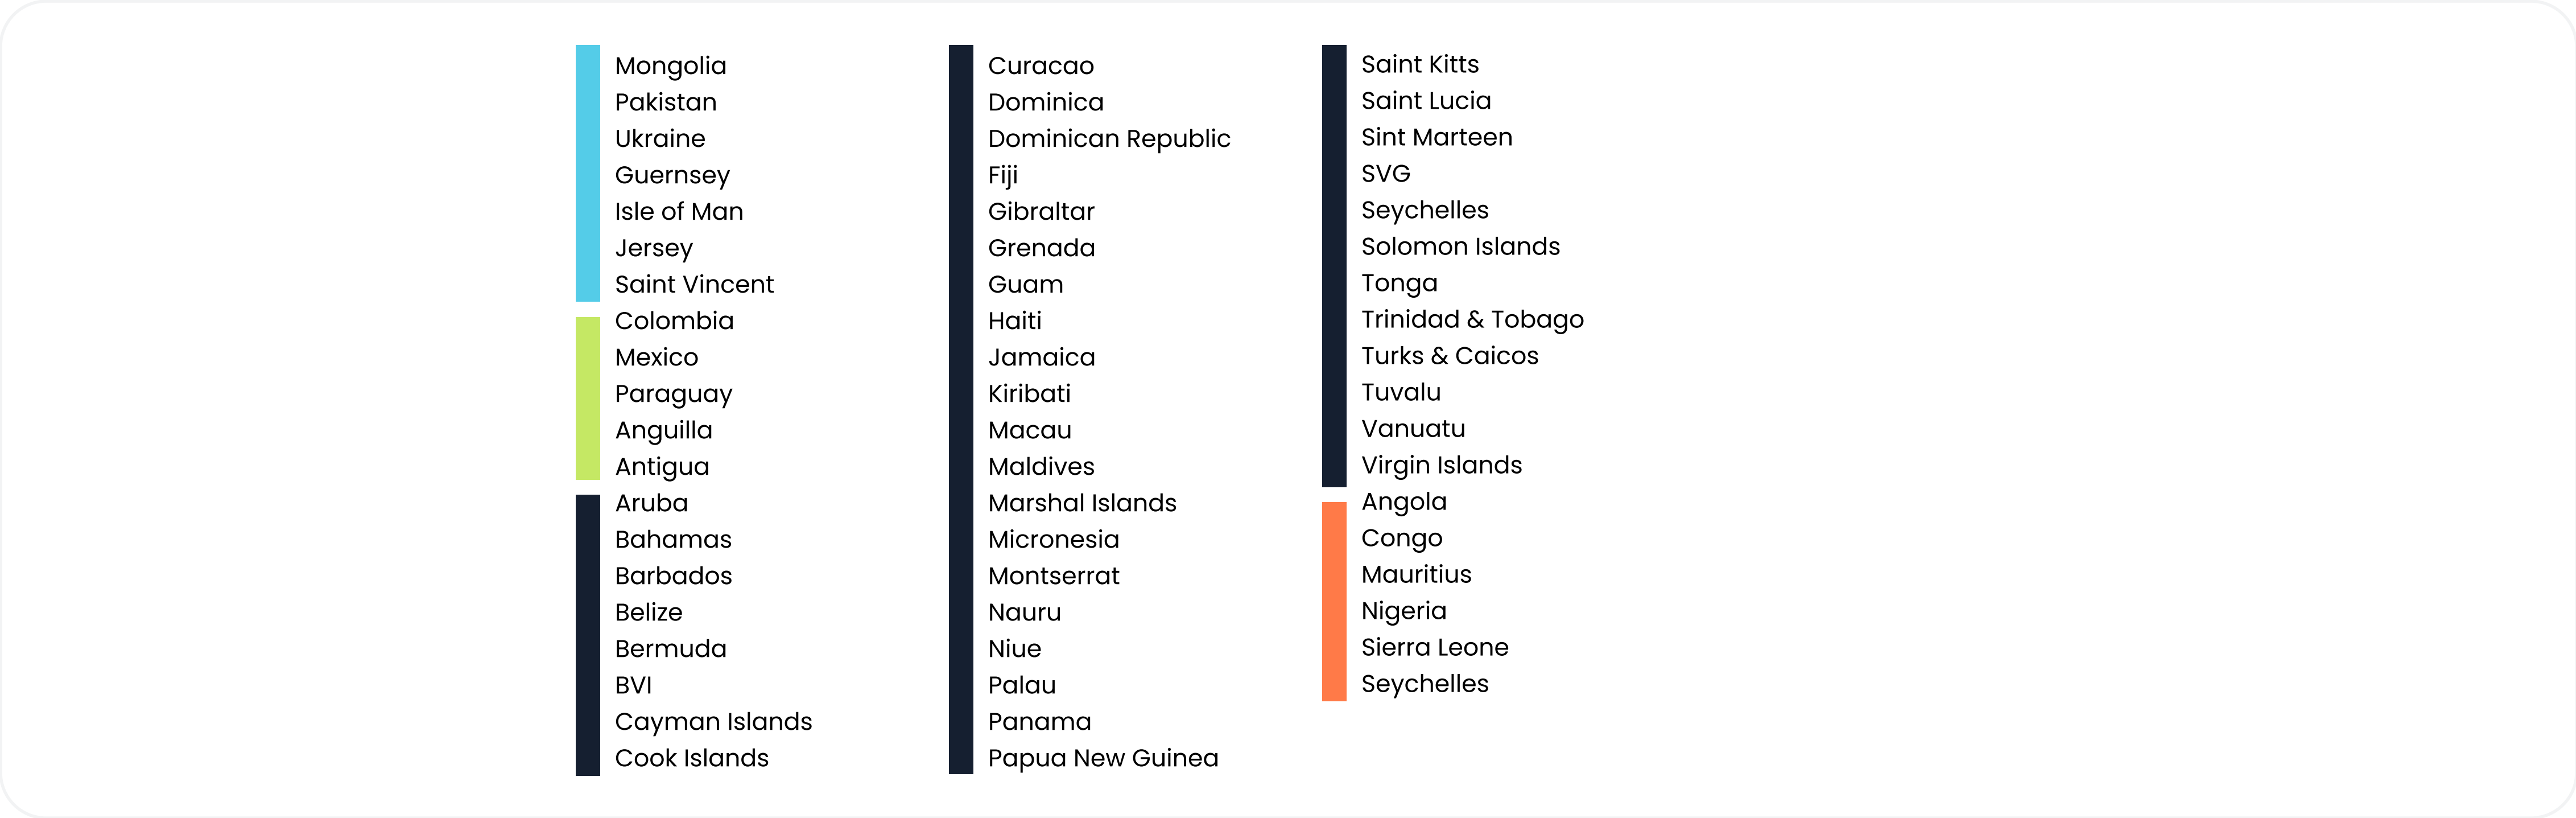 Mongolia
Pakistan
Ukraine
Guernsey
Isle of Man
Jersey
Saint Vincent
Colombia
Mexico
Paraguay
Anguilla
Antigua
Aruba
Bahamas
Barbados
Belize
Bermuda
BVI
Cayman Islands
Cook Islands
Curacao
Dominica
Dominican Republic
Fiji
Gibraltar
Grenada
Guam
Haiti
Jamaica
Kiribati
Macau
Maldives
Marshal Islands
Micronesia
Montserrat
Nauru
Niue
Palau
Panama
Papua New Guinea
Saint Kitts
Saint Lucia
Sint Marteen
SVG
Seychelles
Solomon Islands
Tonga
Trinidad & Tobago
Turks & Caicos
Tuvalu
Vanuatu
Virgin Islands
Angola
Congo
Mauritius
Nigeria
Sierra Leone
Seychelles